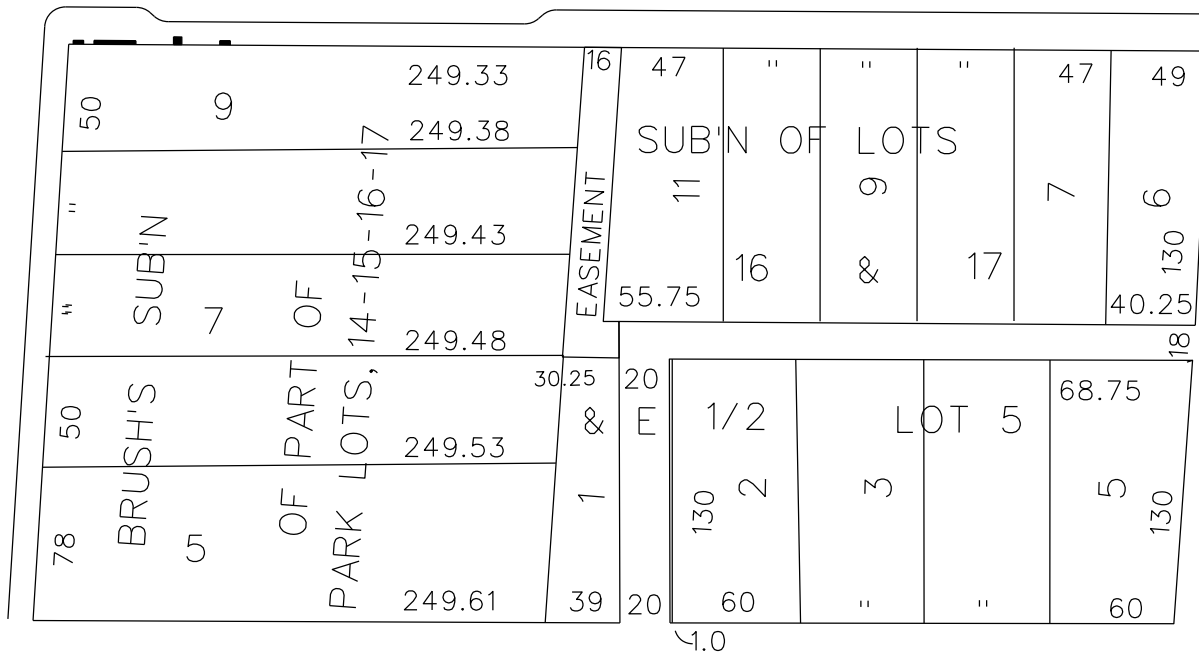 249.33
50
9
249.38
"
249.43
"
7
249.48
50
249.53
78
5
249.61
BRUSH'S SUB'N
OF PART OF
PARK LOTS, 14-15-16-17
16
EASEMENT
47 " " " 47 49
SUB'N OF LOTS
11 9 7 6
130
16 & 17
55.75
40.25
18
30.25 20
68.75
& E 1/2 LOT 5
1
130 2 3 5 130
39 20 60 " " 60
1.0